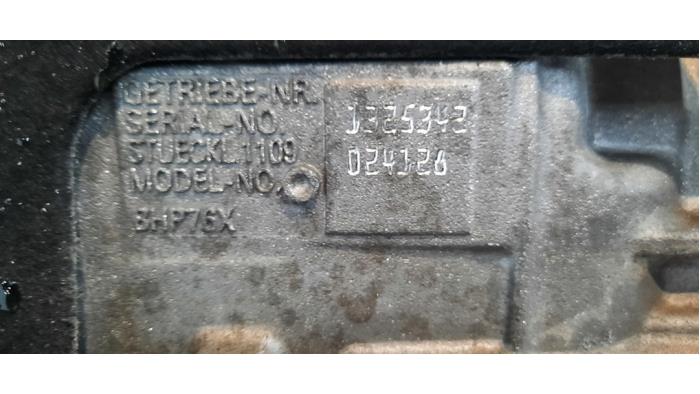 GETRIEBE-NR.
SERIAL-NO. 1325342
STUECKL.1109 024126
MODEL-NO.
8HP76X